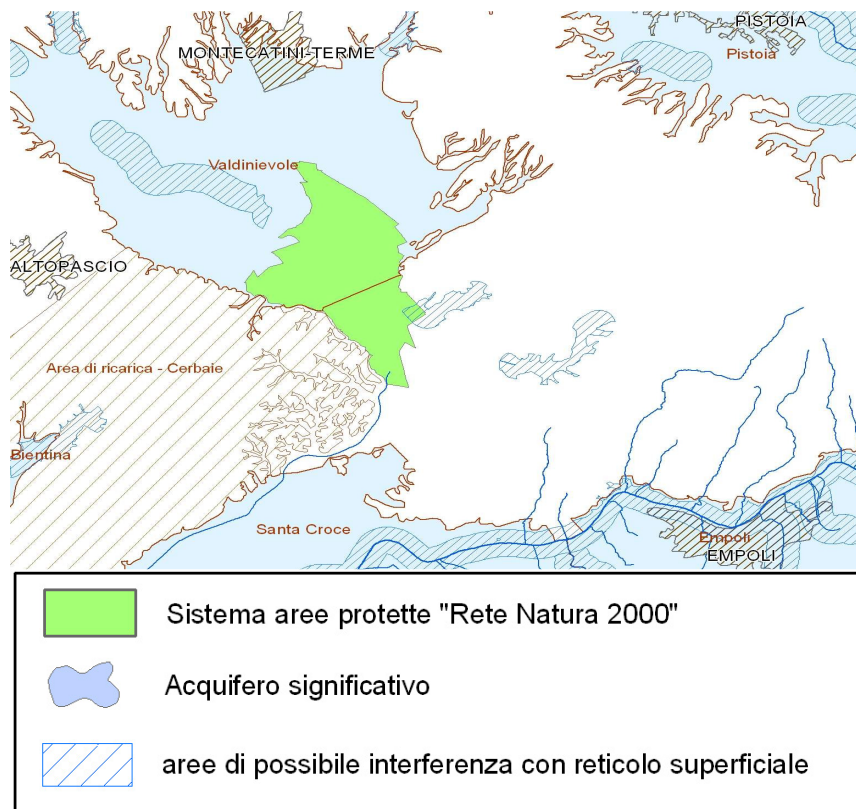 PISTOIA
MONTECATINI-TERME
Pistoia
Valdinievole
ALTOPASCIO
Area di ricarica - Cerbaie
Bientina
Santa Croce
Empoli
EMPOLI
Sistema aree protette "Rete Natura 2000"
Acquifero significativo
aree di possibile interferenza con reticolo superficiale